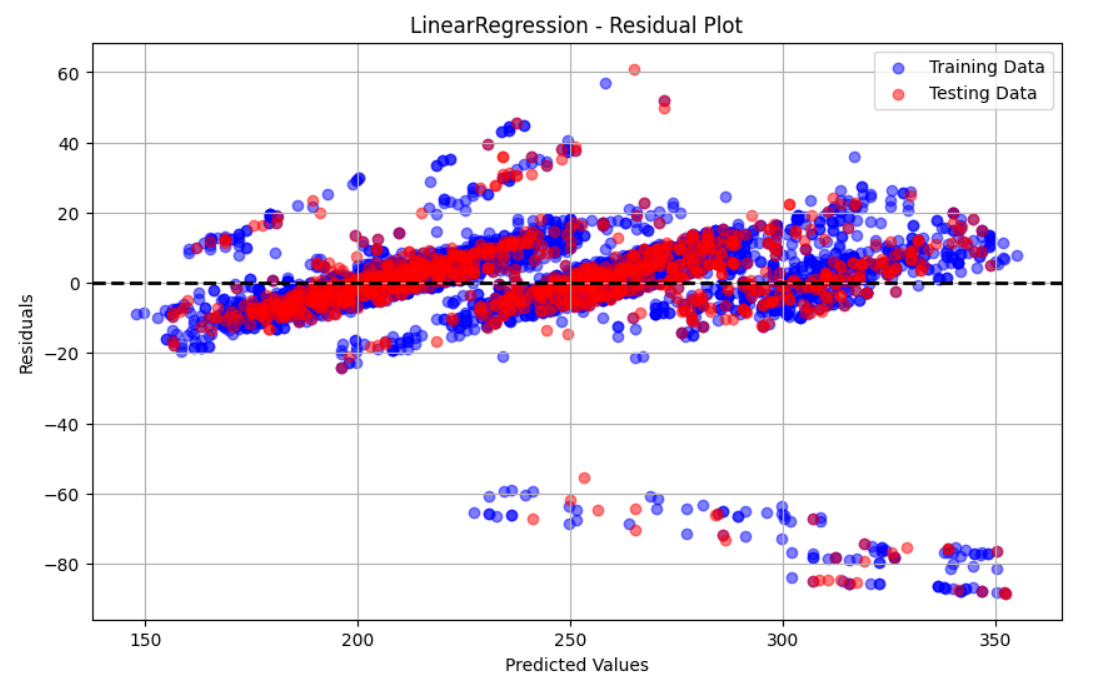 LinearRegression - Residual Plot
Training Data
Testing Data
60
40
20
0
−20
−40
−60
−80
Residuals
150 200 250 300 350
Predicted Values